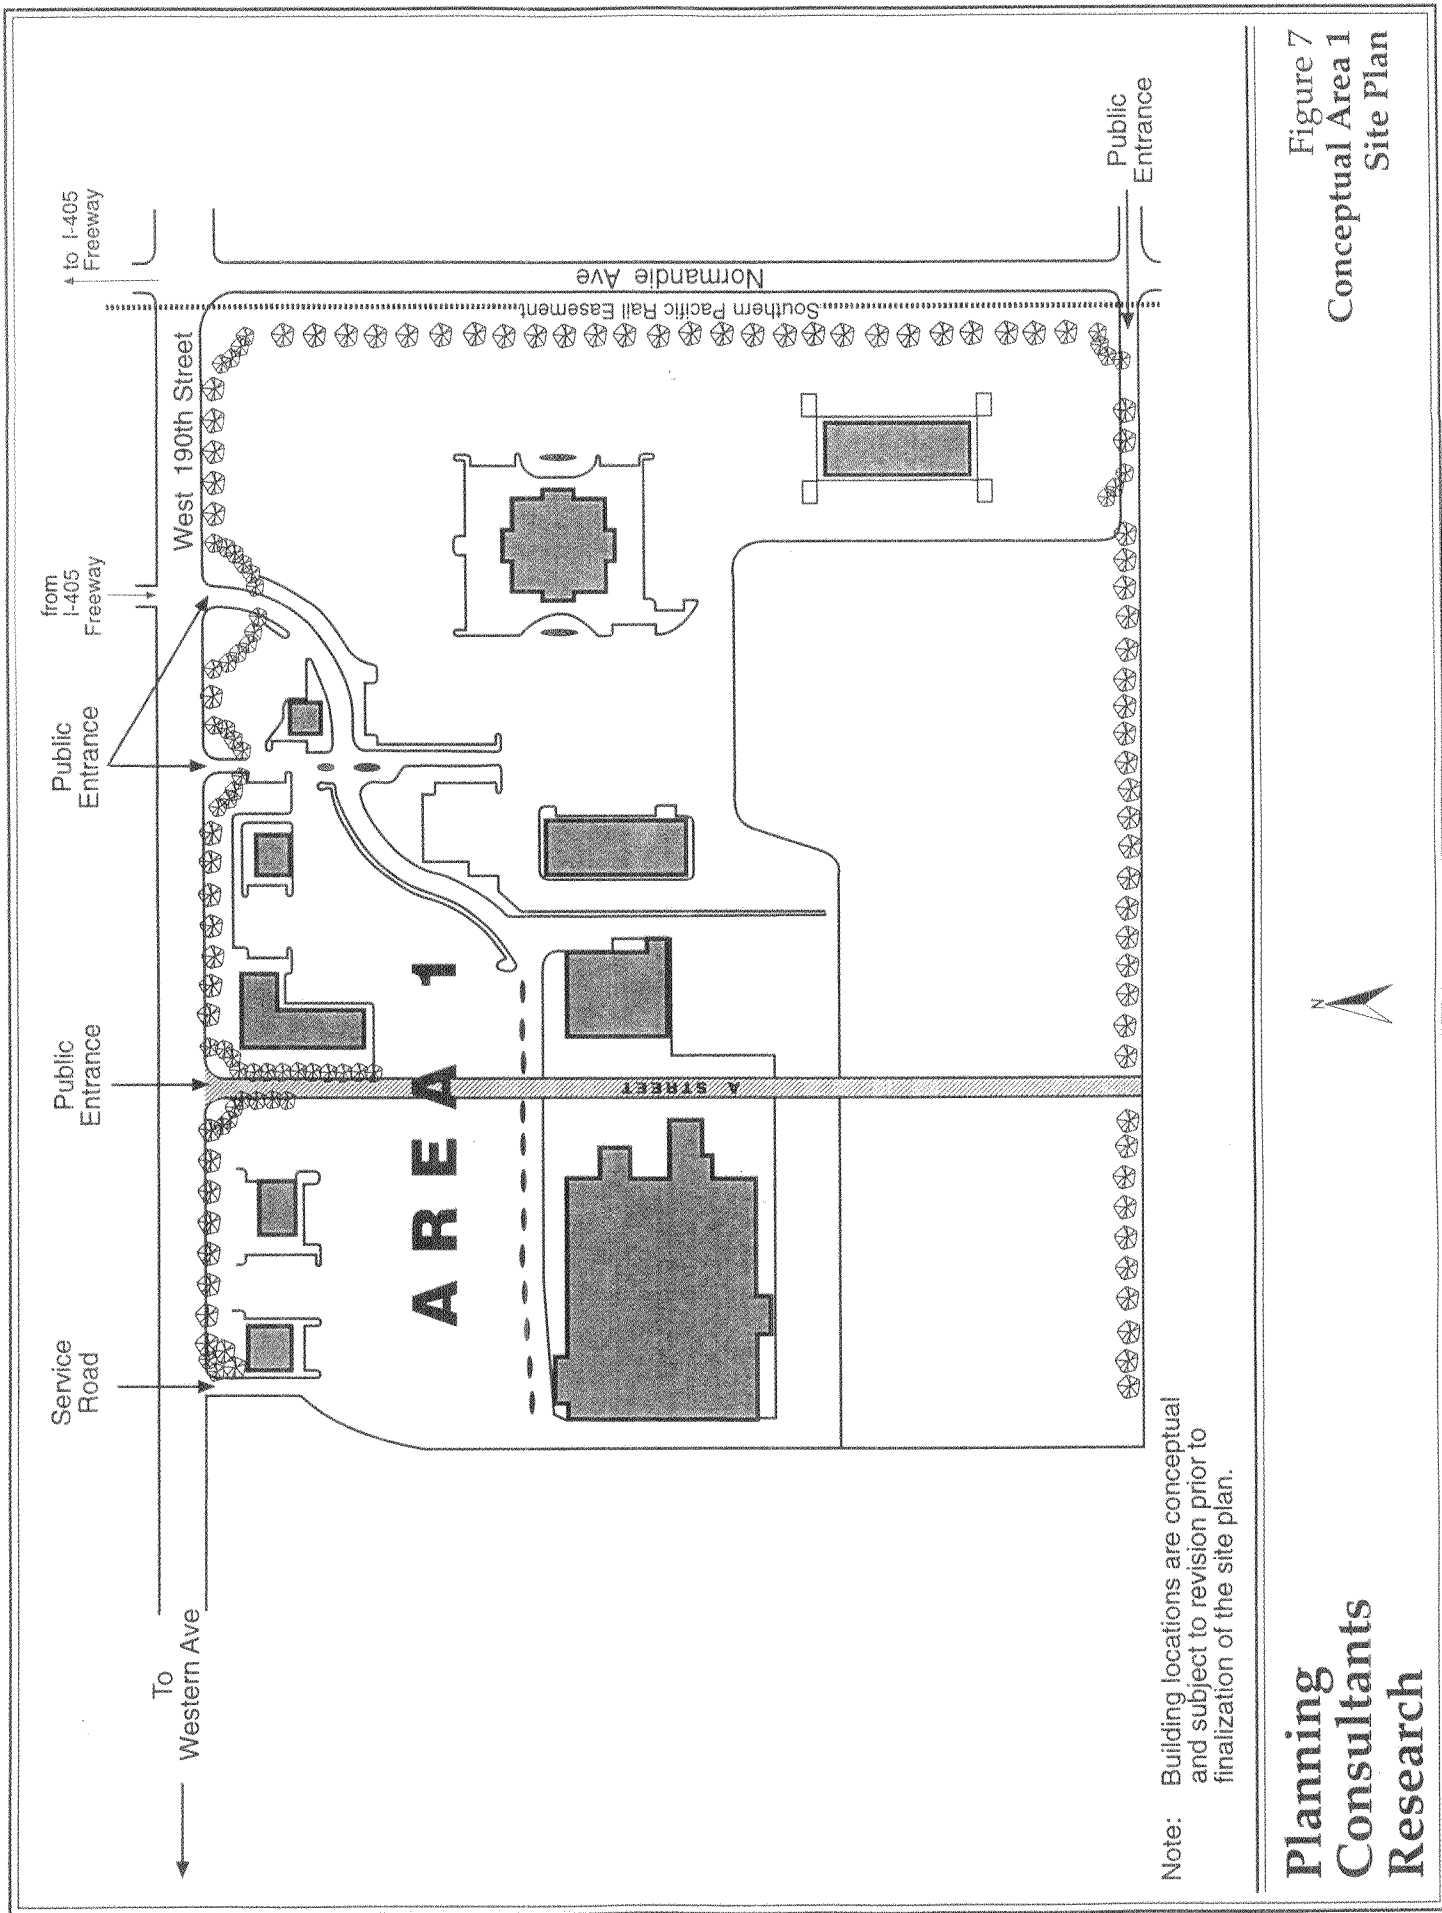 to I-405
Freeway
from
I-405
Freeway
Public
Entrance
Public
Entrance
Service
Road
To
Western Ave
West 190th Street
Normandie Ave
Southern Pacific Rail Easement
Public
Entrance
AREA 1
A STREET
Note: Building locations are conceptual
and subject to revision prior to
finalization of the site plan.
Planning
Consultants
Research
N
Figure 7
Conceptual Area 1
Site Plan